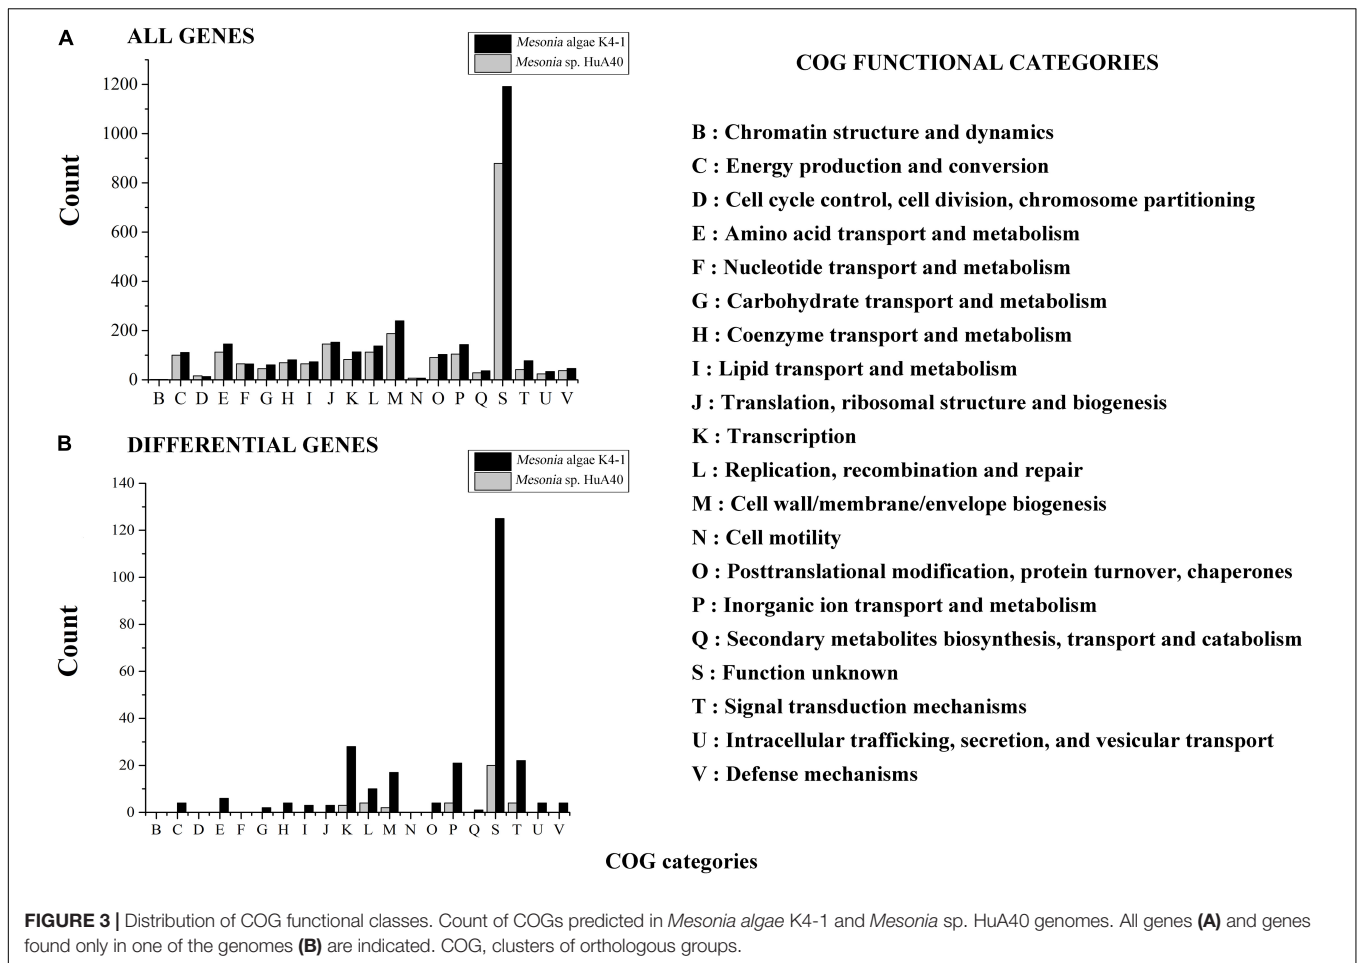 A
ALL GENES
Mesonia algae K4-1
Mesonia sp. HuA40
1200
1000
800
600
400
200
0
Count
B C D E F G H I J K L M N O P Q S T U V
B
DIFFERENTIAL GENES
Mesonia algae K4-1
Mesonia sp. HuA40
140
120
100
80
60
40
20
0
Count
B C D E F G H I J K L M N O P Q S T U V
COG categories
COG FUNCTIONAL CATEGORIES
B : Chromatin structure and dynamics
C : Energy production and conversion
D : Cell cycle control, cell division, chromosome partitioning
E : Amino acid transport and metabolism
F : Nucleotide transport and metabolism
G : Carbohydrate transport and metabolism
H : Coenzyme transport and metabolism
I : Lipid transport and metabolism
J : Translation, ribosomal structure and biogenesis
K : Transcription
L : Replication, recombination and repair
M : Cell wall/membrane/envelope biogenesis
N : Cell motility
O : Posttranslational modification, protein turnover, chaperones
P : Inorganic ion transport and metabolism
Q : Secondary metabolites biosynthesis, transport and catabolism
S : Function unknown
T : Signal transduction mechanisms
U : Intracellular trafficking, secretion, and vesicular transport
V : Defense mechanisms
FIGURE 3 | Distribution of COG functional classes. Count of COGs predicted in Mesonia algae K4-1 and Mesonia sp. HuA40 genomes. All genes (A) and genes
found only in one of the genomes (B) are indicated. COG, clusters of orthologous groups.